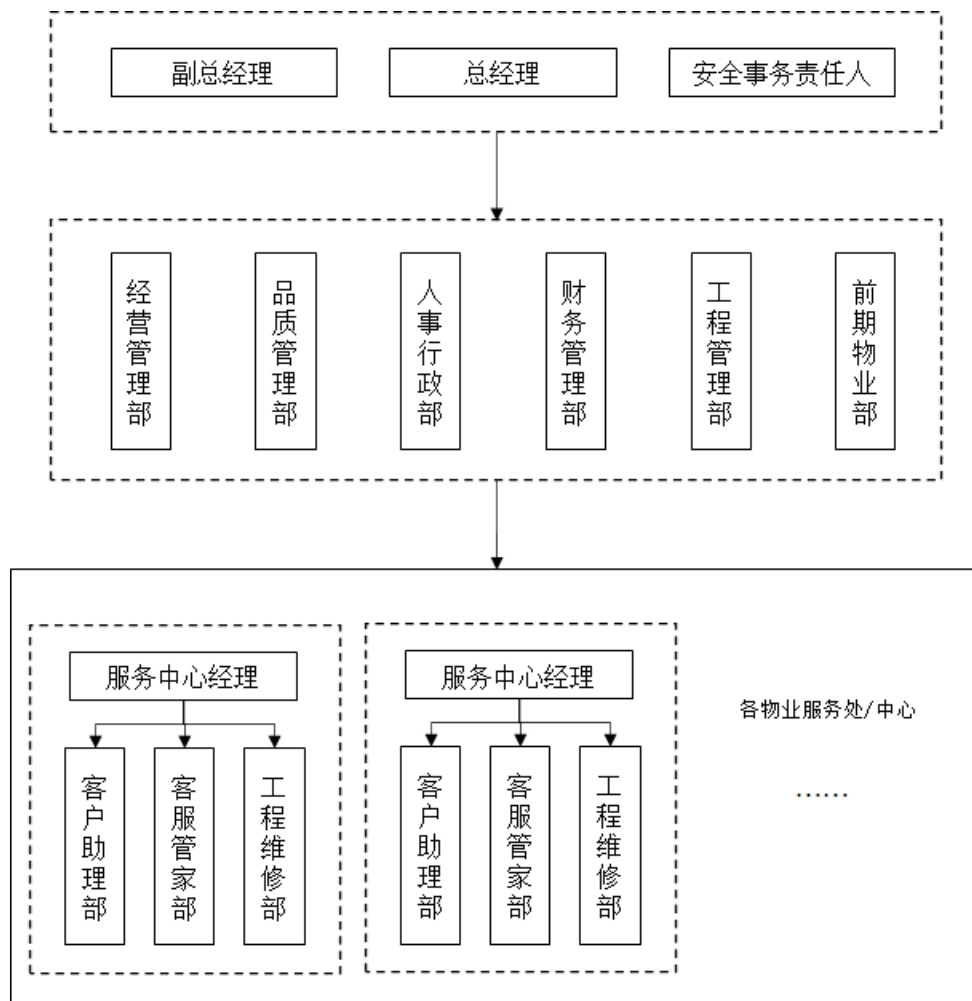 副总经理
总经理
安全事务责任人
经营管理部
品质管理部
人事行政部
财务管理部
工程管理部
前期物业部
服务中心经理
客户助理部
客服管家部
工程维修部
服务中心经理
客户助理部
客服管家部
工程维修部
各物业服务处/中心
……